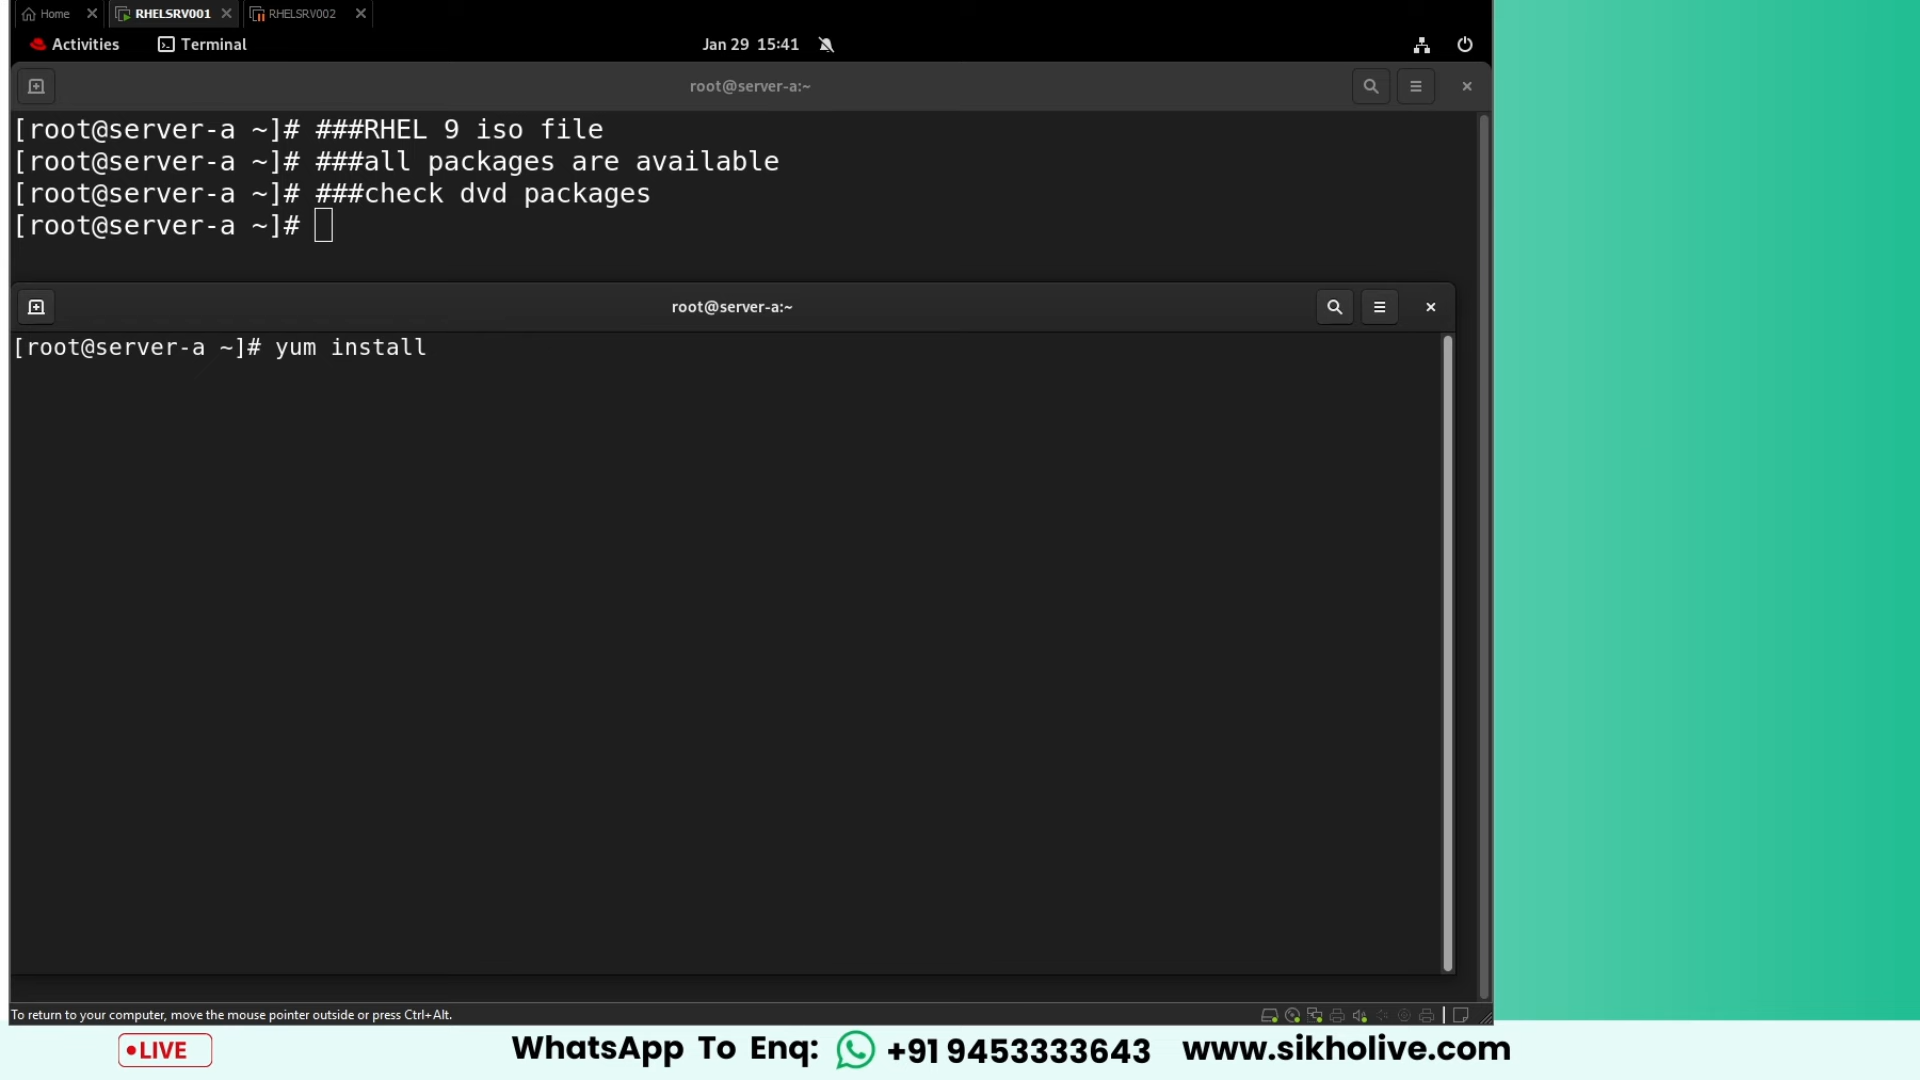 Home RHELSRV001 RHELSRV002
Activities Terminal Jan 29 15:41
root@server-a:~
[root@server-a ~]# ###RHEL 9 iso file
[root@server-a ~]# ###all packages are available
[root@server-a ~]# ###check dvd packages
[root@server-a ~]#
root@server-a:~
[root@server-a ~]# yum install
To return to your computer, move the mouse pointer outside or press Ctrl+Alt.
•LIVE WhatsApp To Enq: +91 9453333643 www.sikholive.com